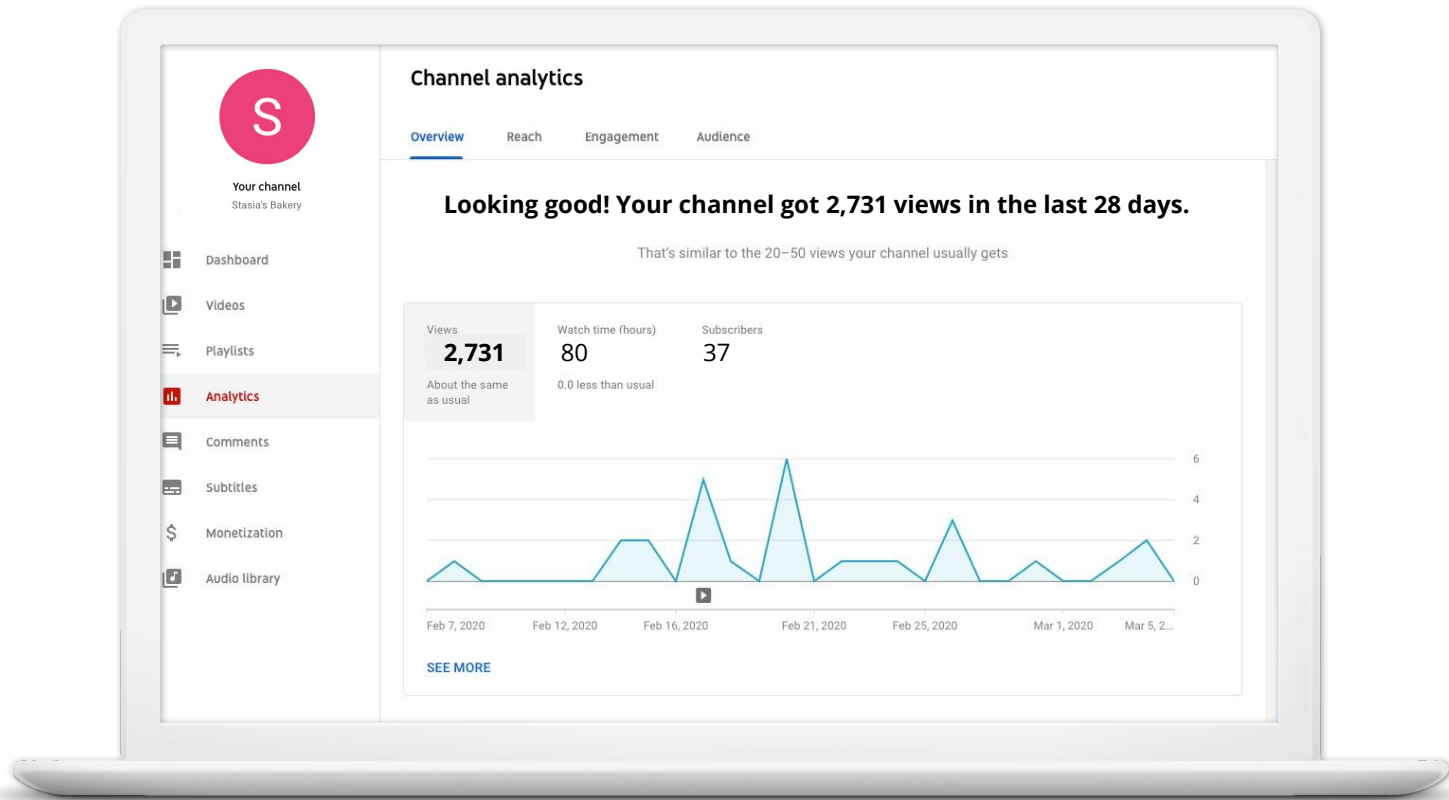 S
Your channel
Stasia's Bakery
Dashboard
Videos
Playlists
Analytics
Comments
Subtitles
Monetization
Audio library
Channel analytics
Overview Reach Engagement Audience
Looking good! Your channel got 2,731 views in the last 28 days.
That's similar to the 20–50 views your channel usually gets
Views
2,731
About the same
as usual
Watch time (hours)
80
0.0 less than usual
Subscribers
37
6
4
2
0
Feb 7, 2020 Feb 12, 2020 Feb 16, 2020 Feb 21, 2020 Feb 25, 2020 Mar 1, 2020 Mar 5, 2...
SEE MORE